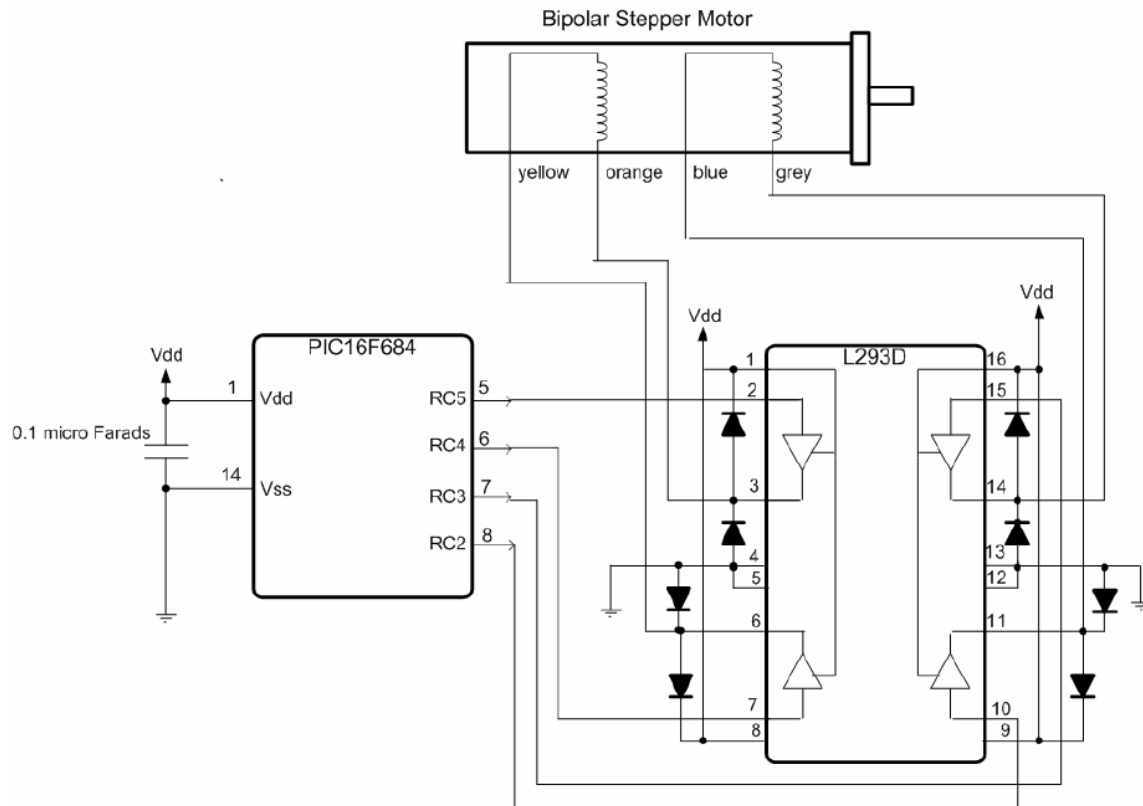 Bipolar Stepper Motor
yellow
orange
blue
grey
Vdd
Vdd
PIC16F684
L293D
Vdd
1
Vdd
RC5
5
1
16
2
15
0.1 micro Farads
RC4
6
14
Vss
RC3
7
3
14
RC2
8
4
13
5
12
6
11
7
10
8
9